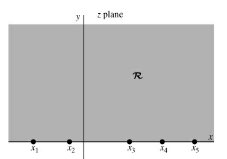 y z plane
𝓡
x
x₁ x₂ x₃ x₄ x₅